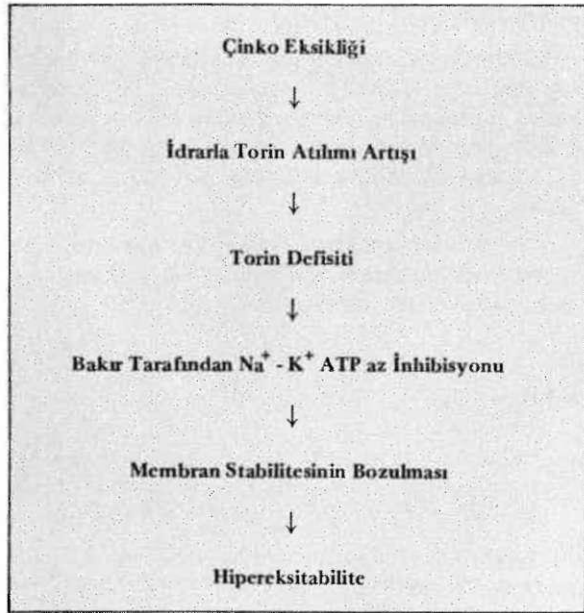 Çinko Eksikliği
↓
İdrarla Torin Atılımı Artışı
↓
Torin Defisiti
↓
Bakır Tarafından Na⁺ - K⁺ ATP az İnhibisyonu
↓
Membran Stabilitesinin Bozulması
↓
Hipereksitabilite